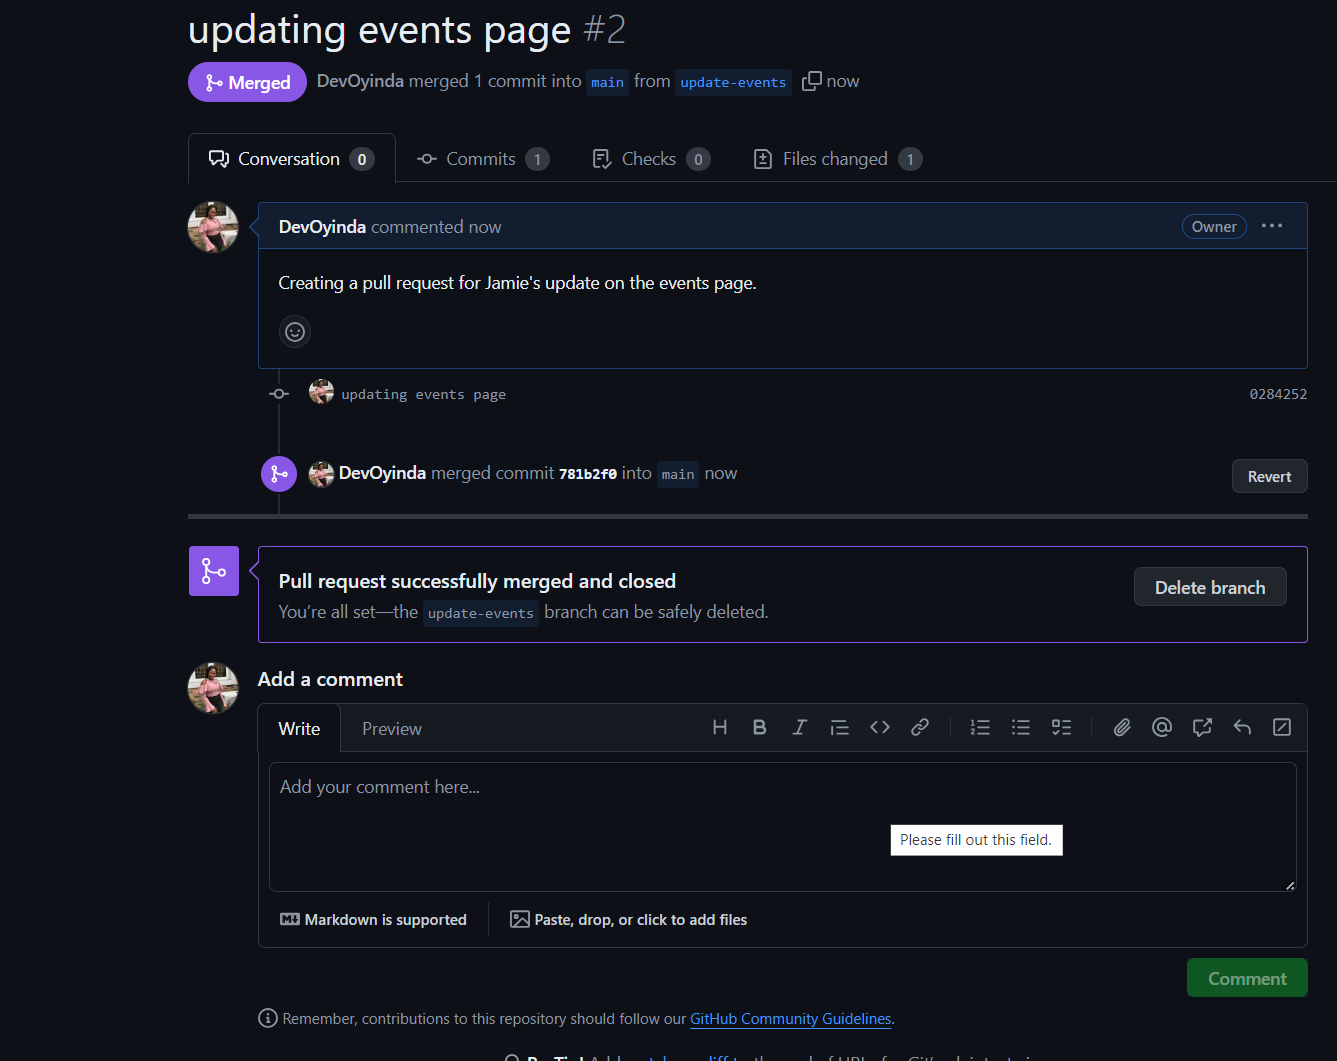 updating events page #2
Merged DevOyinda merged 1 commit into main from update-events now
Conversation 0 Commits 1 Checks 0 Files changed 1
DevOyinda commented now Owner
Creating a pull request for Jamie's update on the events page.
updating events page 0284252
DevOyinda merged commit 781b2f0 into main now Revert
Pull request successfully merged and closed
You're all set—the update-events branch can be safely deleted.
Delete branch
Add a comment
Write Preview
Add your comment here...
Please fill out this field.
Markdown is supported Paste, drop, or click to add files
Comment
Remember, contributions to this repository should follow our GitHub Community Guidelines.